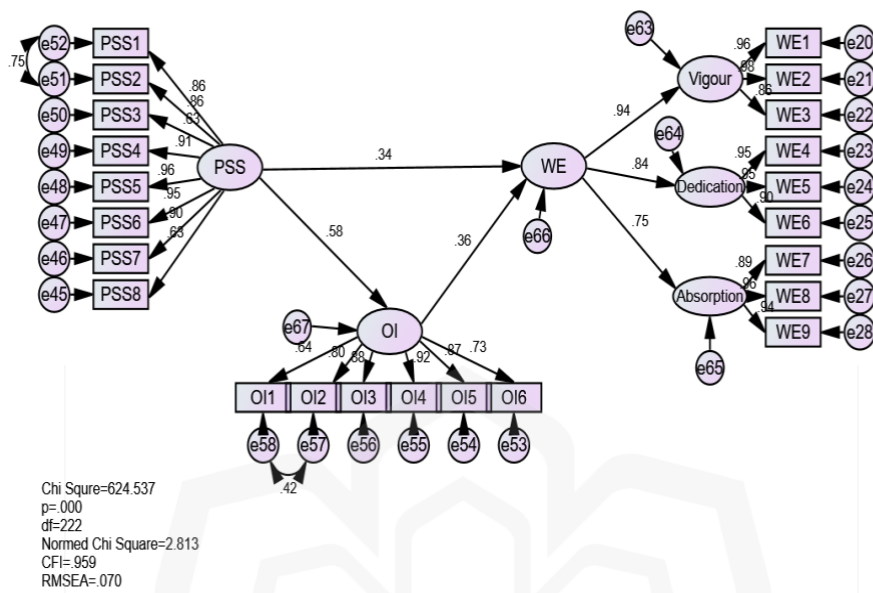 e52 PSS1
.75
e51 PSS2
e50 PSS3
e49 PSS4
e48 PSS5
e47 PSS6
e46 PSS7
e45 PSS8
.86
.86
.63
.91
.96
.95
.90
.68
PSS
.34
.58
.36
WE
e66
.94
.84
.75
e63
Vigour
.96
.98
.86
WE1 e20
WE2 e21
WE3 e22
e64
Dedication
.95
.95
.90
WE4 e23
WE5 e24
WE6 e25
Absorption
.89
.96
.94
WE7 e26
WE8 e27
WE9 e28
e65
e67
OI
.64 .80 .88 .92 .87 .73
OI1 OI2 OI3 OI4 OI5 OI6
e58 e57 e56 e55 e54 e53
.42
Chi Squre=624.537
p=.000
df=222
Normed Chi Square=2.813
CFI=.959
RMSEA=.070